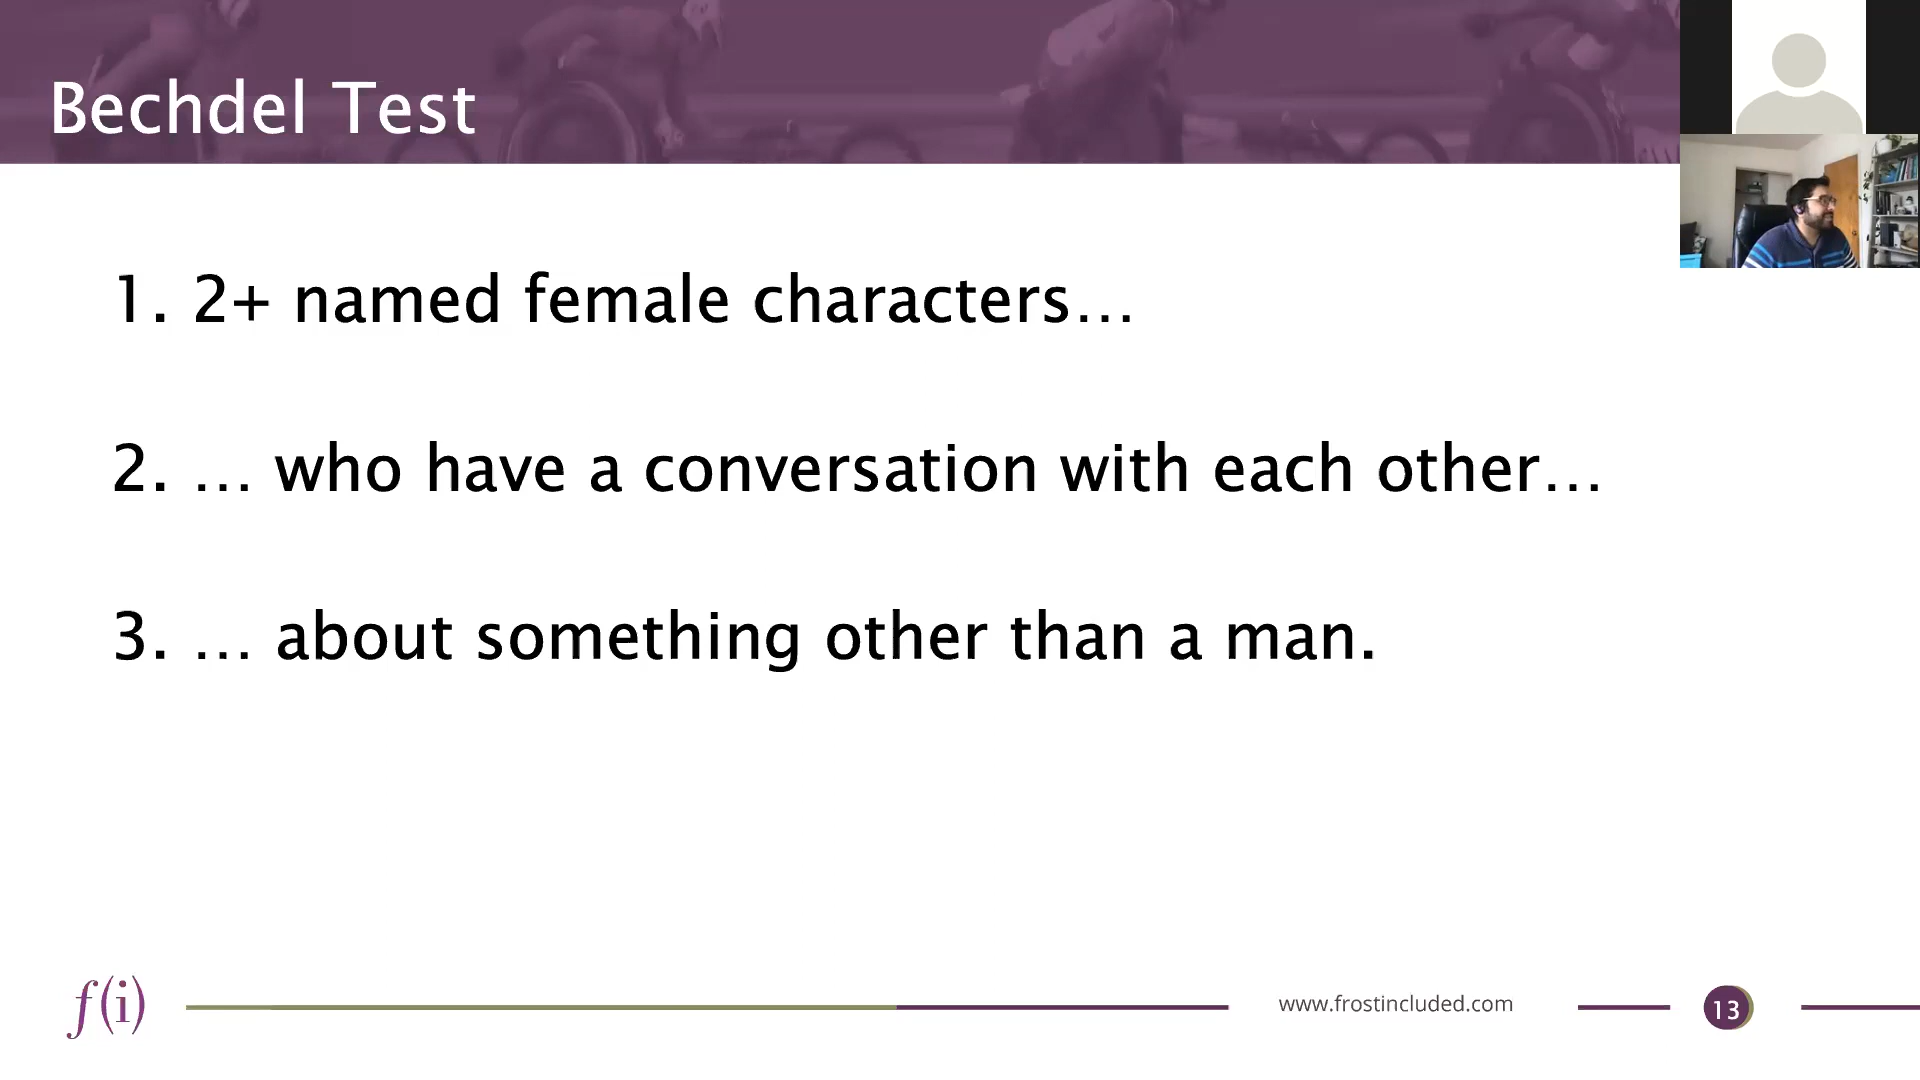 Bechdel Test
1. 2+ named female characters…
2. … who have a conversation with each other…
3. … about something other than a man.
f(i)
www.frostincluded.com
13